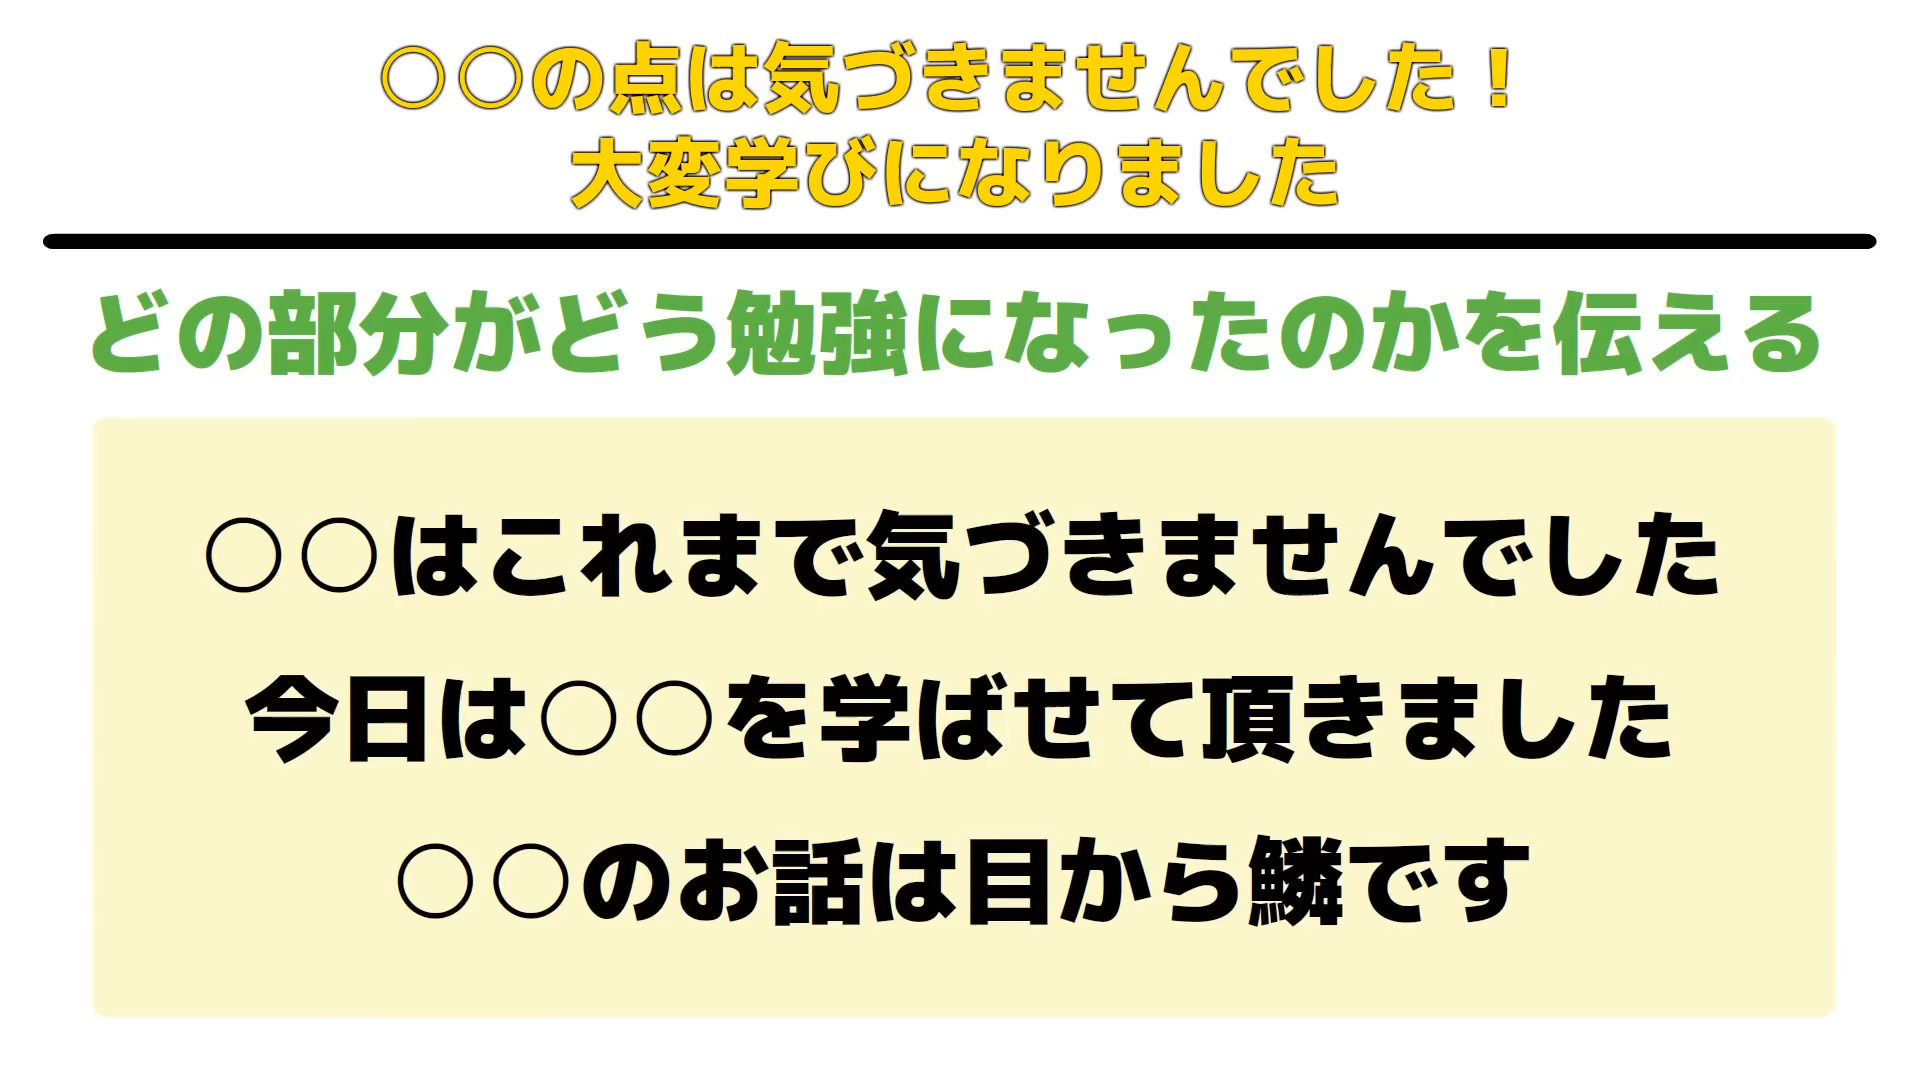 ○○の点は気づきませんでした！
大変学びになりました
どの部分がどう勉強になったのかを伝える
○○はこれまで気づきませんでした
今日は○○を学ばせて頂きました
○○のお話は目から鱗です